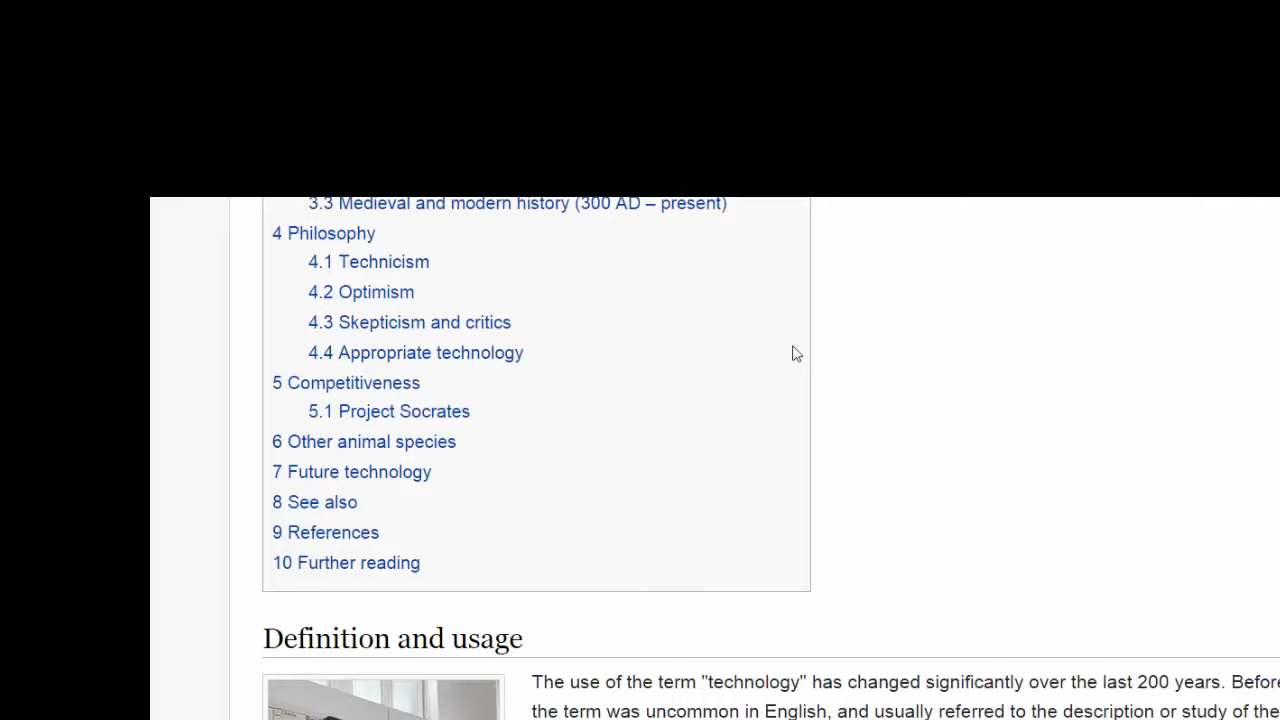 3.3 Medieval and modern history (300 AD – present)
4 Philosophy
4.1 Technicism
4.2 Optimism
4.3 Skepticism and critics
4.4 Appropriate technology
5 Competitiveness
5.1 Project Socrates
6 Other animal species
7 Future technology
8 See also
9 References
10 Further reading
Definition and usage
The use of the term "technology" has changed significantly over the last 200 years. Before
the term was uncommon in English, and usually referred to the description or study of the